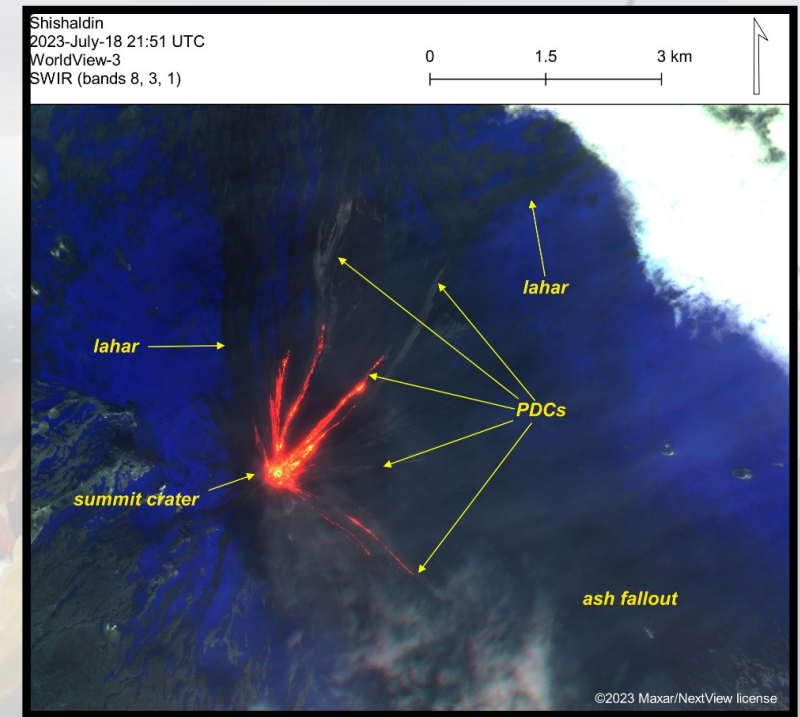 Shishaldin
2023-July-18 21:51 UTC
WorldView-3
SWIR (bands 8, 3, 1)
0 1.5 3 km
lahar
lahar
PDCs
summit crater
ash fallout
©2023 Maxar/NextView license